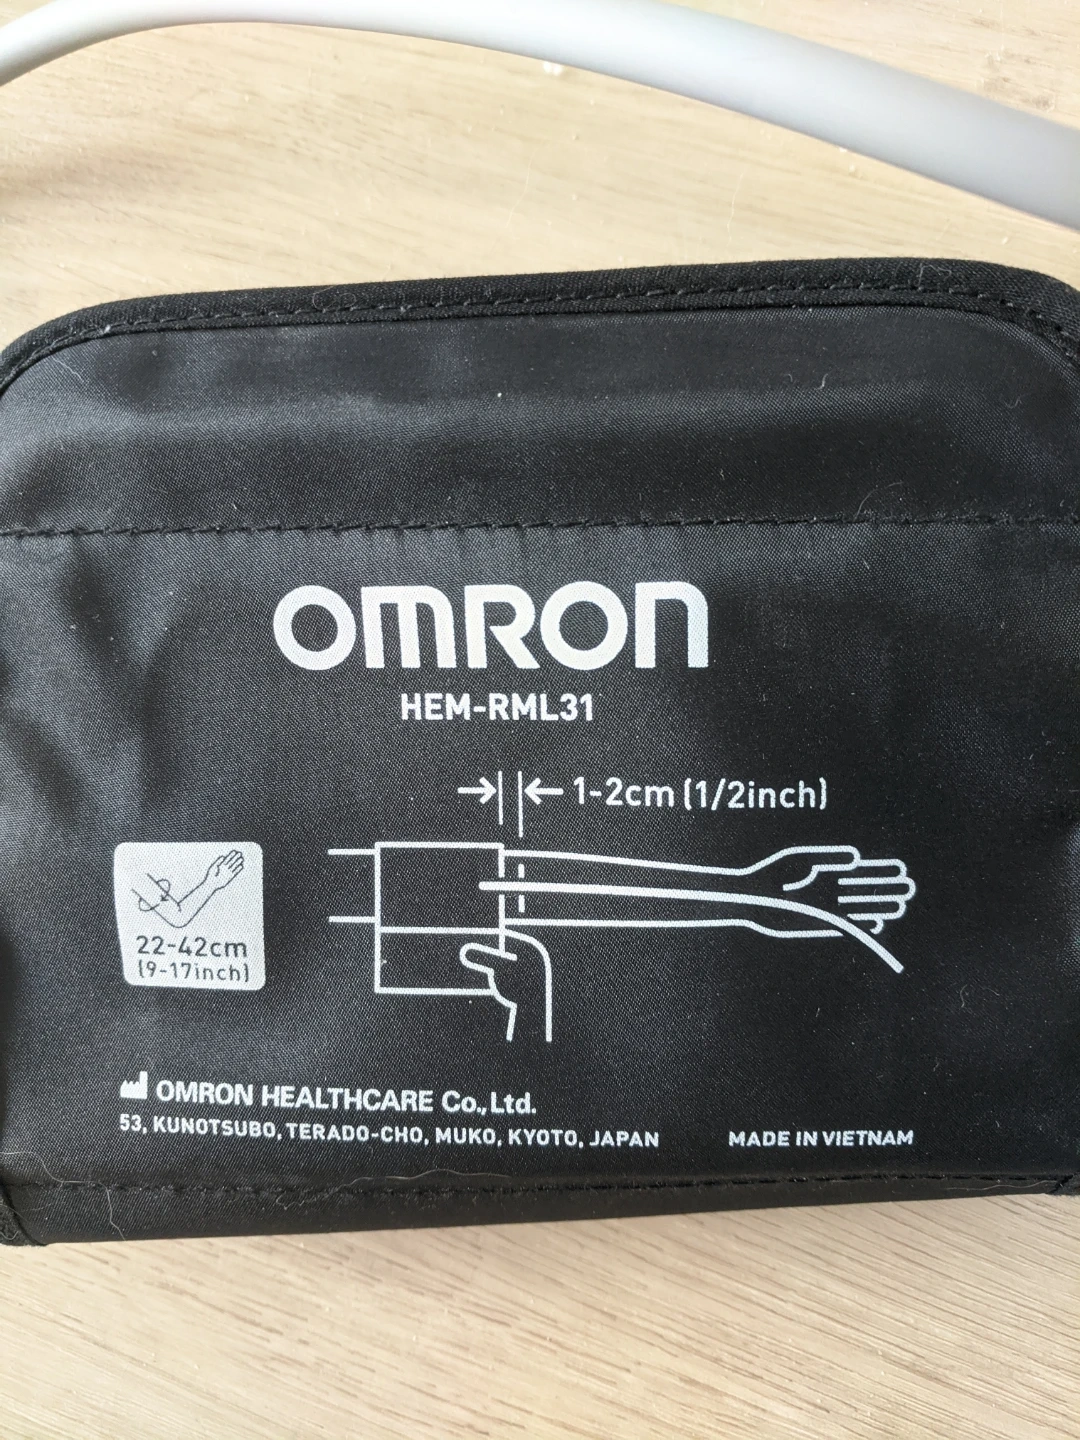 OMRON
HEM-RML31
1-2cm (1/2inch)
22-42cm
(9-17inch)
OMRON HEALTHCARE Co., Ltd.
53, KUNOTSUBO, TERADO-CHO, MUKO, KYOTO, JAPAN
MADE IN VIETNAM